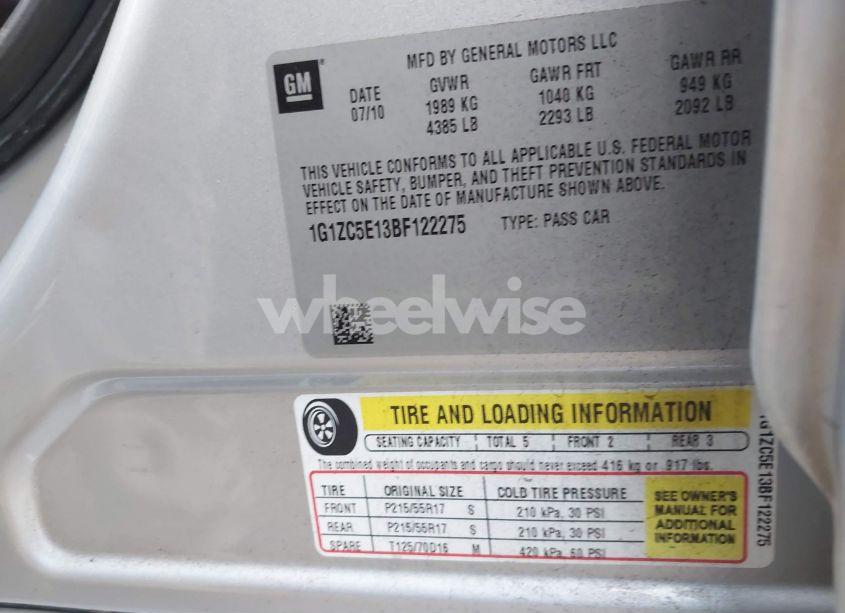 GM
MFD BY GENERAL MOTORS LLC
DATE GVWR GAWR FRT GAWR RR
07/10 1989 KG 1040 KG 949 KG
4385 LB 2293 LB 2092 LB
THIS VEHICLE CONFORMS TO ALL APPLICABLE U.S. FEDERAL MOTOR
VEHICLE SAFETY, BUMPER, AND THEFT PREVENTION STANDARDS IN
EFFECT ON THE DATE OF MANUFACTURE SHOWN ABOVE.
1G1ZC5E13BF122275 TYPE: PASS CAR
wheelwise
TIRE AND LOADING INFORMATION
SEATING CAPACITY TOTAL 5 FRONT 2 REAR 3
The combined weight of occupants and cargo should never exceed 416 kg or 917 lbs.
TIRE ORIGINAL SIZE COLD TIRE PRESSURE
FRONT P215/55R17 S 210 kPa, 30 PSI
REAR P215/55R17 S 210 kPa, 30 PSI
SPARE T125/70D16 M 420 kPa, 60 PSI
SEE OWNER'S
MANUAL FOR
ADDITIONAL
INFORMATION
1G1ZC5E13BF122275